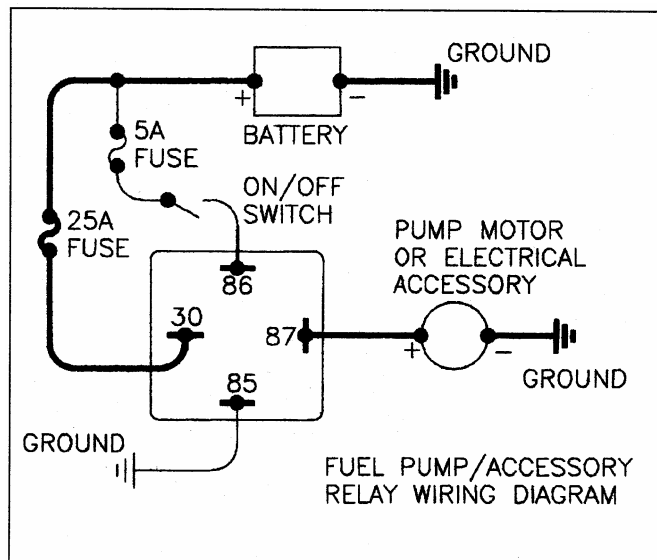 GROUND
+
-
BATTERY
5A
FUSE
ON/OFF
SWITCH
25A
FUSE
PUMP MOTOR
OR ELECTRICAL
ACCESSORY
86
30
87
+
-
85
GROUND
GROUND
FUEL PUMP/ACCESSORY
RELAY WIRING DIAGRAM